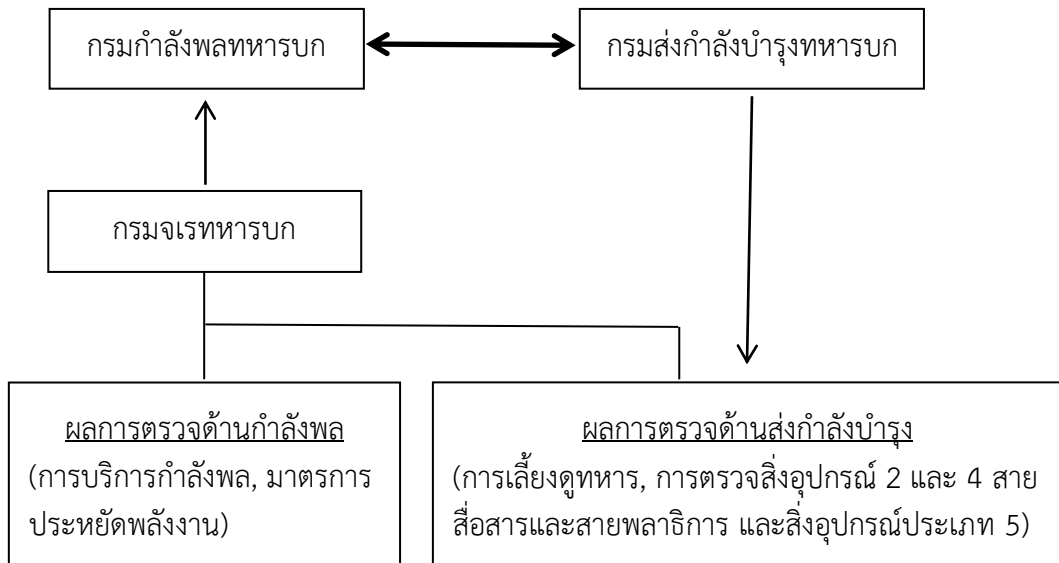 กรมกำลังพลทหารบก
กรมส่งกำลังบำรุงทหารบก
กรมจเรทหารบก
ผลการตรวจด้านกำลังพล
(การบริการกำลังพล, มาตรการ
ประหยัดพลังงาน)
ผลการตรวจด้านส่งกำลังบำรุง
(การเลี้ยงดูทหาร, การตรวจสิ่งอุปกรณ์ 2 และ 4 สาย
สื่อสารและสายพลาธิการ และสิ่งอุปกรณ์ประเภท 5)